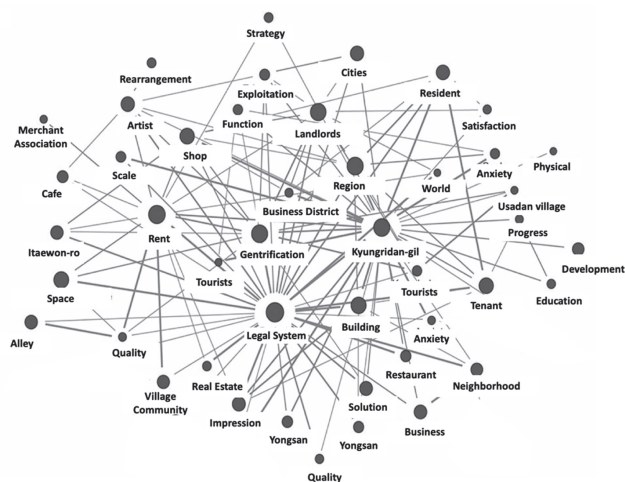 Strategy
Cities
Rearrangement
Exploitation
Resident
Merchant
Association
Artist
Function
Landlords
Satisfaction
Shop
Scale
Anxiety
Physical
Cafe
Region
World
Usadan village
Business District
Progress
Itaewon-ro
Rent
Gentrification
Kyungridan-gil
Development
Space
Tourists
Tourists
Tenant
Education
Alley
Quality
Legal System
Building
Anxiety
Village
Community
Real Estate
Restaurant
Neighborhood
Impression
Solution
Business
Yongsan
Yongsan
Quality